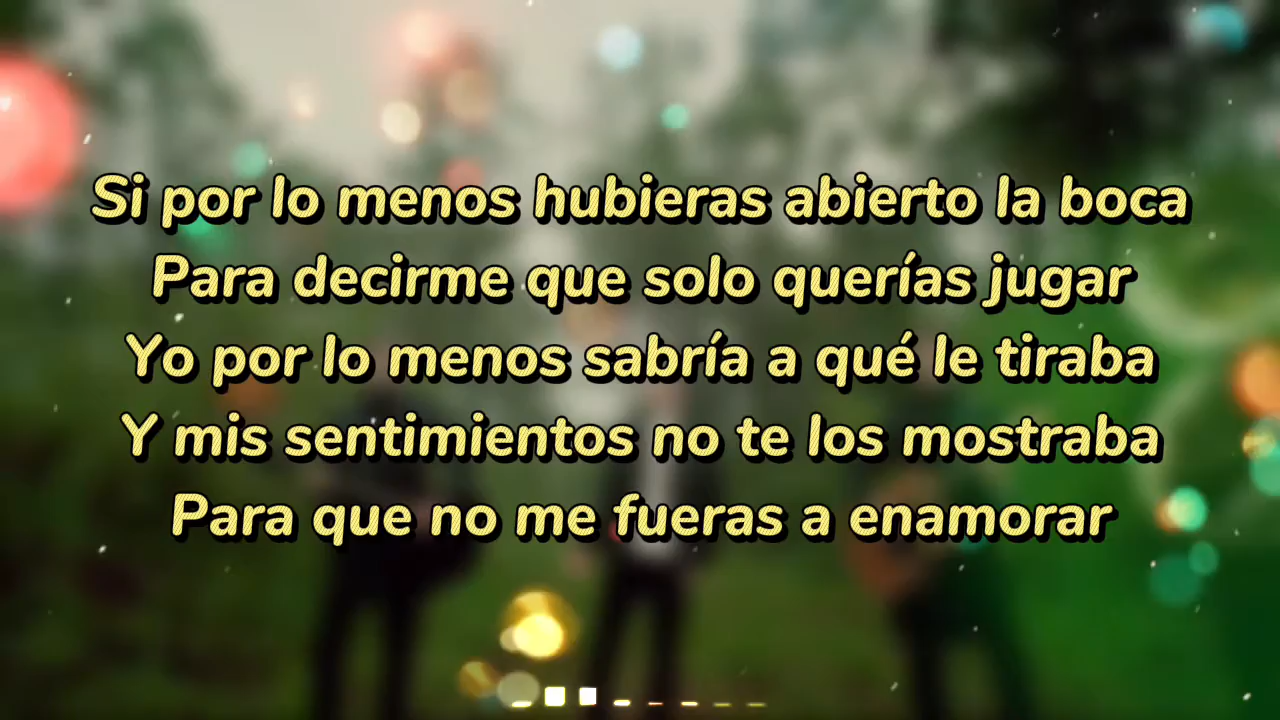 Si por lo menos hubieras abierto la boca
Para decirme que solo querías jugar
Yo por lo menos sabría a qué le tiraba
Y mis sentimientos no te los mostraba
Para que no me fueras a enamorar